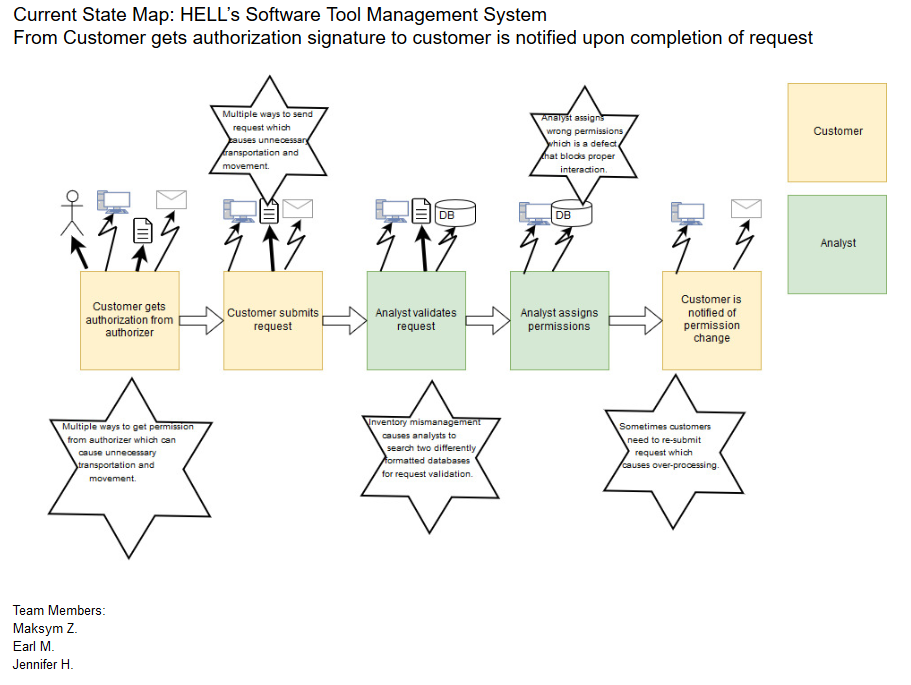 Current State Map: HELL's Software Tool Management System
From Customer gets authorization signature to customer is notified upon completion of request
Multiple ways to send
request which
causes unnecessary
transportation and
movement.
Analyst assigns
wrong permissions
which is a defect
that blocks proper
interaction.
Customer
Analyst
DB
DB
Customer gets
authorization from
authorizer
Customer submits
request
Analyst validates
request
Analyst assigns
permissions
Customer is
notified of
permission
change
Multiple ways to get permission
from authorizer which can
cause unnecessary
transportation and
movement.
Inventory mismanagement
causes analysts to
search two differently
formatted databases
for request validation.
Sometimes customers
need to re-submit
request which
causes over-processing.
Team Members:
Maksym Z.
Earl M.
Jennifer H.